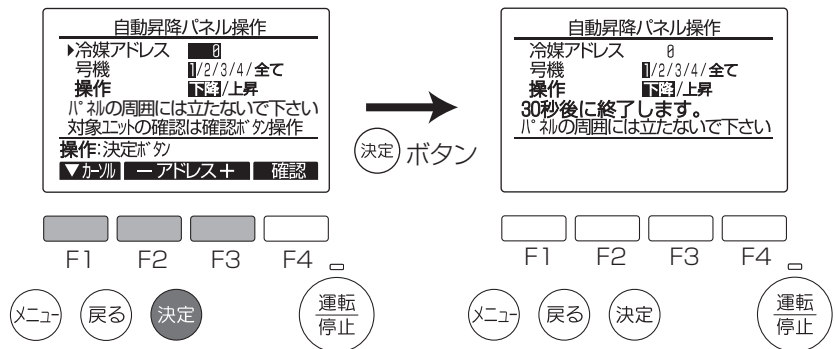 自動昇降パネル操作
▶冷媒アドレス 0
号機 1/2/3/4/全て
操作 下降/上昇
パネルの周囲には立たないで下さい
対象ユニットの確認は確認ボタン操作
操作:決定ボタン
▼カーソル －アドレス＋ 確認
F1 F2 F3 F4
メニュー 戻る 決定 運転
停止
決定 ボタン
自動昇降パネル操作
冷媒アドレス 0
号機 1/2/3/4/全て
操作 下降/上昇
30秒後に終了します。
パネルの周囲には立たないで下さい
F1 F2 F3 F4
メニュー 戻る 決定 運転
停止